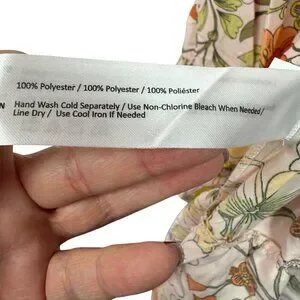 100% Polyester / 100% Polyester / 100% Poliéster
N Hand Wash Cold Separately / Use Non-Chlorine Bleach When Needed/
Line Dry / Use Cool Iron If Needed